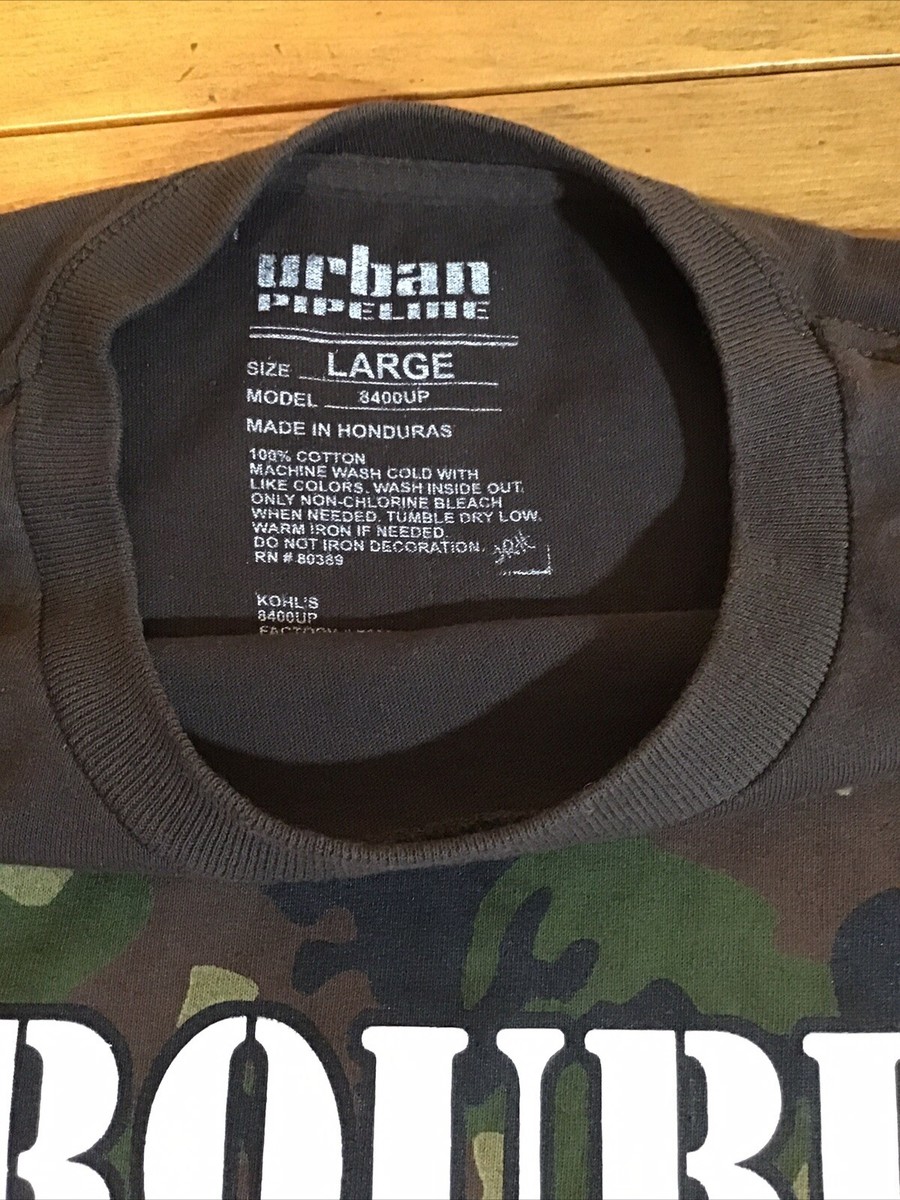 urban
PIPELINE
SIZE LARGE
MODEL 8400UP
MADE IN HONDURAS
100% COTTON
MACHINE WASH COLD WITH
LIKE COLORS. WASH INSIDE OUT.
ONLY NON-CHLORINE BLEACH
WHEN NEEDED. TUMBLE DRY LOW.
WARM IRON IF NEEDED.
DO NOT IRON DECORATION.
RN # 80389
KOHL'S
8400UP
FACTORY